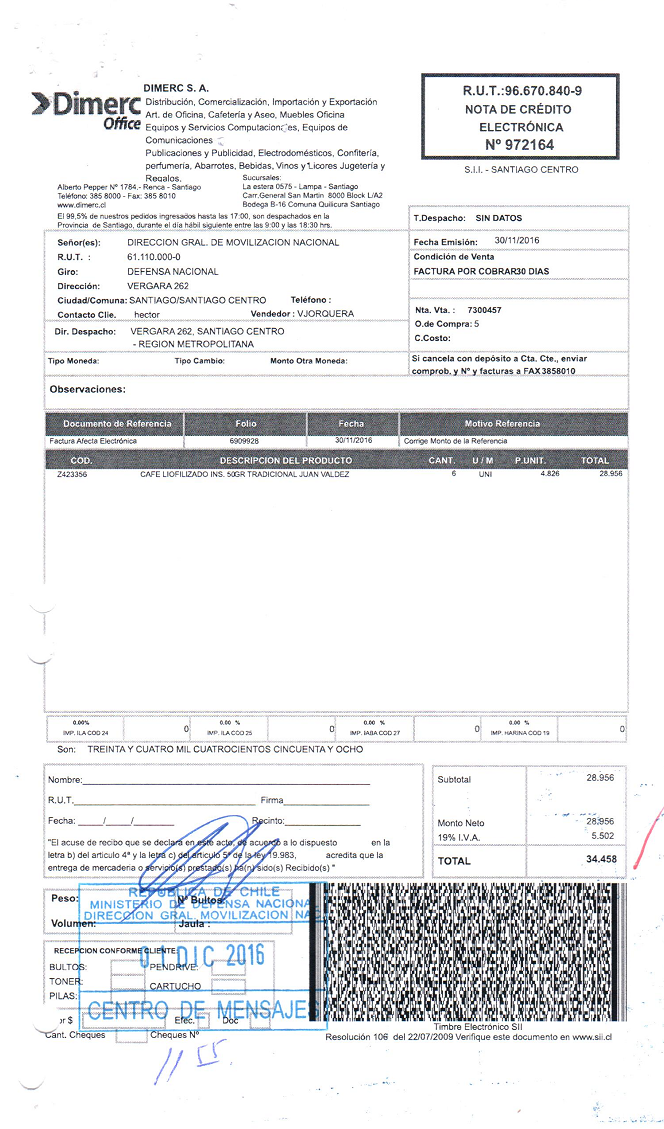 Dimerc
Office
DIMERC S. A.
Distribución, Comercialización, Importación y Exportación
Art. de Oficina, Cafetería y Aseo, Muebles Oficina
Equipos y Servicios Computacionales, Equipos de
Comunicaciones
Publicaciones y Publicidad, Electrodomésticos, Confitería,
perfumería, Abarrotes, Bebidas, Vinos y Licores Jugetería y
Regalos.
Alberto Pepper Nº 1784.- Renca - Santiago
Teléfono: 385 8000 - Fax: 385 8010
www.dimerc.cl
Sucursales:
La estera 0575 - Lampa - Santiago
Carr.General San Martin 8000 Block L/A2
Bodega B-16 Comuna Quilicura Santiago
El 99,5% de nuestros pedidos ingresados hasta las 17:00, son despachados en la
Provincia de Santiago, durante el día hábil siguiente entre las 9:00 y las 18:30 hrs.
R.U.T.:96.670.840-9
NOTA DE CRÉDITO
ELECTRÓNICA
Nº 972164
S.I.I. - SANTIAGO CENTRO
T.Despacho: SIN DATOS
Señor(es): DIRECCION GRAL. DE MOVILIZACION NACIONAL
R.U.T. : 61.110.000-0
Giro: DEFENSA NACIONAL
Dirección: VERGARA 262
Ciudad/Comuna: SANTIAGO/SANTIAGO CENTRO Teléfono :
Contacto Clie. hector Vendedor : VJORQUERA
Fecha Emisión: 30/11/2016
Condición de Venta
FACTURA POR COBRAR30 DIAS
Nta. Vta. : 7300457
O.de Compra: 5
C.Costo:
Dir. Despacho: VERGARA 262, SANTIAGO CENTRO
- REGION METROPOLITANA
Tipo Moneda: Tipo Cambio: Monto Otra Moneda:
Si cancela con depósito a Cta. Cte., enviar
comprob, y Nº y facturas a FAX 3858010
Observaciones:
Documento de Referencia Folio Fecha Motivo Referencia
Factura Afecta Electrónica 6909928 30/11/2016 Corrige Monto de la Referencia
COD. DESCRIPCION DEL PRODUCTO CANT. U / M P.UNIT. TOTAL
Z423356 CAFE LIOFILIZADO INS. 50GR TRADICIONAL JUAN VALDEZ 6 UNI 4.826 28.956
0.00% 0 0.00 % 0 0.00 % 0 0.00 % 0
IMP. ILA COD 24 IMP. ILA COD 25 IMP. IABA COD 27 IMP. HARINA COD 19
Son: TREINTA Y CUATRO MIL CUATROCIENTOS CINCUENTA Y OCHO
Nombre:
R.U.T. Firma
Fecha: ___/___/___ Recinto:
"El acuse de recibo que se declara en este acto, de acuerdo a lo dispuesto en la
letra b) del articulo 4º y la letra c) del articulo 5º de la ley 19.983, acredita que la
entrega de mercaderia o servipio(s) prestado(s) ha(n) sido(s) Recibido(s) "
Subtotal 28.956
Monto Neto 28.956
19% I.V.A. 5.502
TOTAL 34.458
Peso: Nº Bultos:
Volumen: Jaula :
REPUBLICA DE CHILE
MINISTERIO DE DEFENSA NACIONA
DIRECCION GRAL. MOVILIZACION NAC
01 DIC 2016
CENTRO DE MENSAJES
RECEPCION CONFORME CLIENTE
BULTOS: PENDRIVE:
TONER: CARTUCHO
PILAS:
or $ Efec. Doc
Cant. Cheques Cheques Nº
Timbre Electrónico SII
Resolución 106 del 22/07/2009 Verifique este documento en www.sii.cl